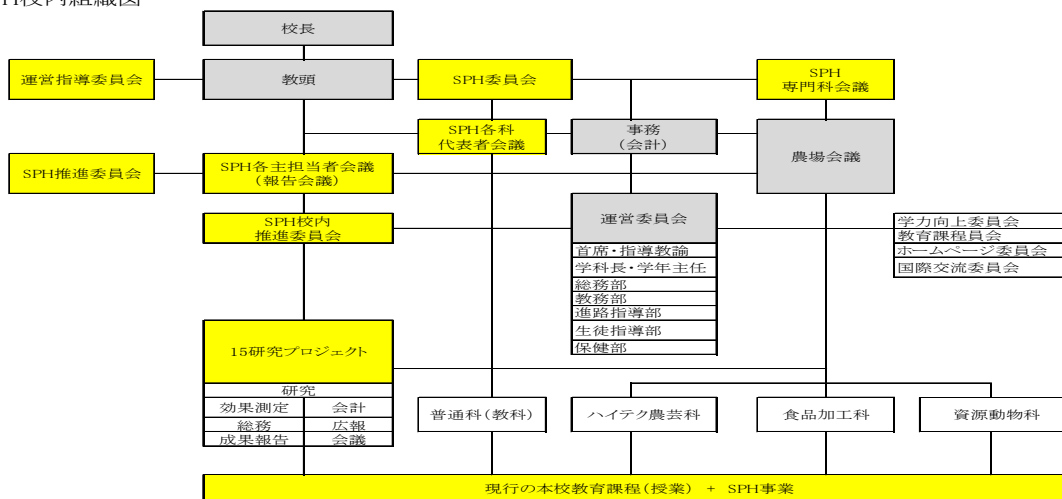 校内組織図
校長
運営指導委員会
教頭
SPH委員会
SPH
専門科会議
SPH各科
代表者会議
事務
(会計)
農場会議
SPH推進委員会
SPH各主担当者会議
(報告会議)
SPH校内
推進委員会
運営委員会
首席・指導教諭
学科長・学年主任
総務部
教務部
進路指導部
生徒指導部
保健部
学力向上委員会
教育課程員会
ホームページ委員会
国際交流委員会
15研究プロジェクト
研究
効果測定 会計
総務 広報
成果報告 会議
普通科(教科)
ハイテク農芸科
食品加工科
資源動物科
現行の本校教育課程(授業) + SPH事業